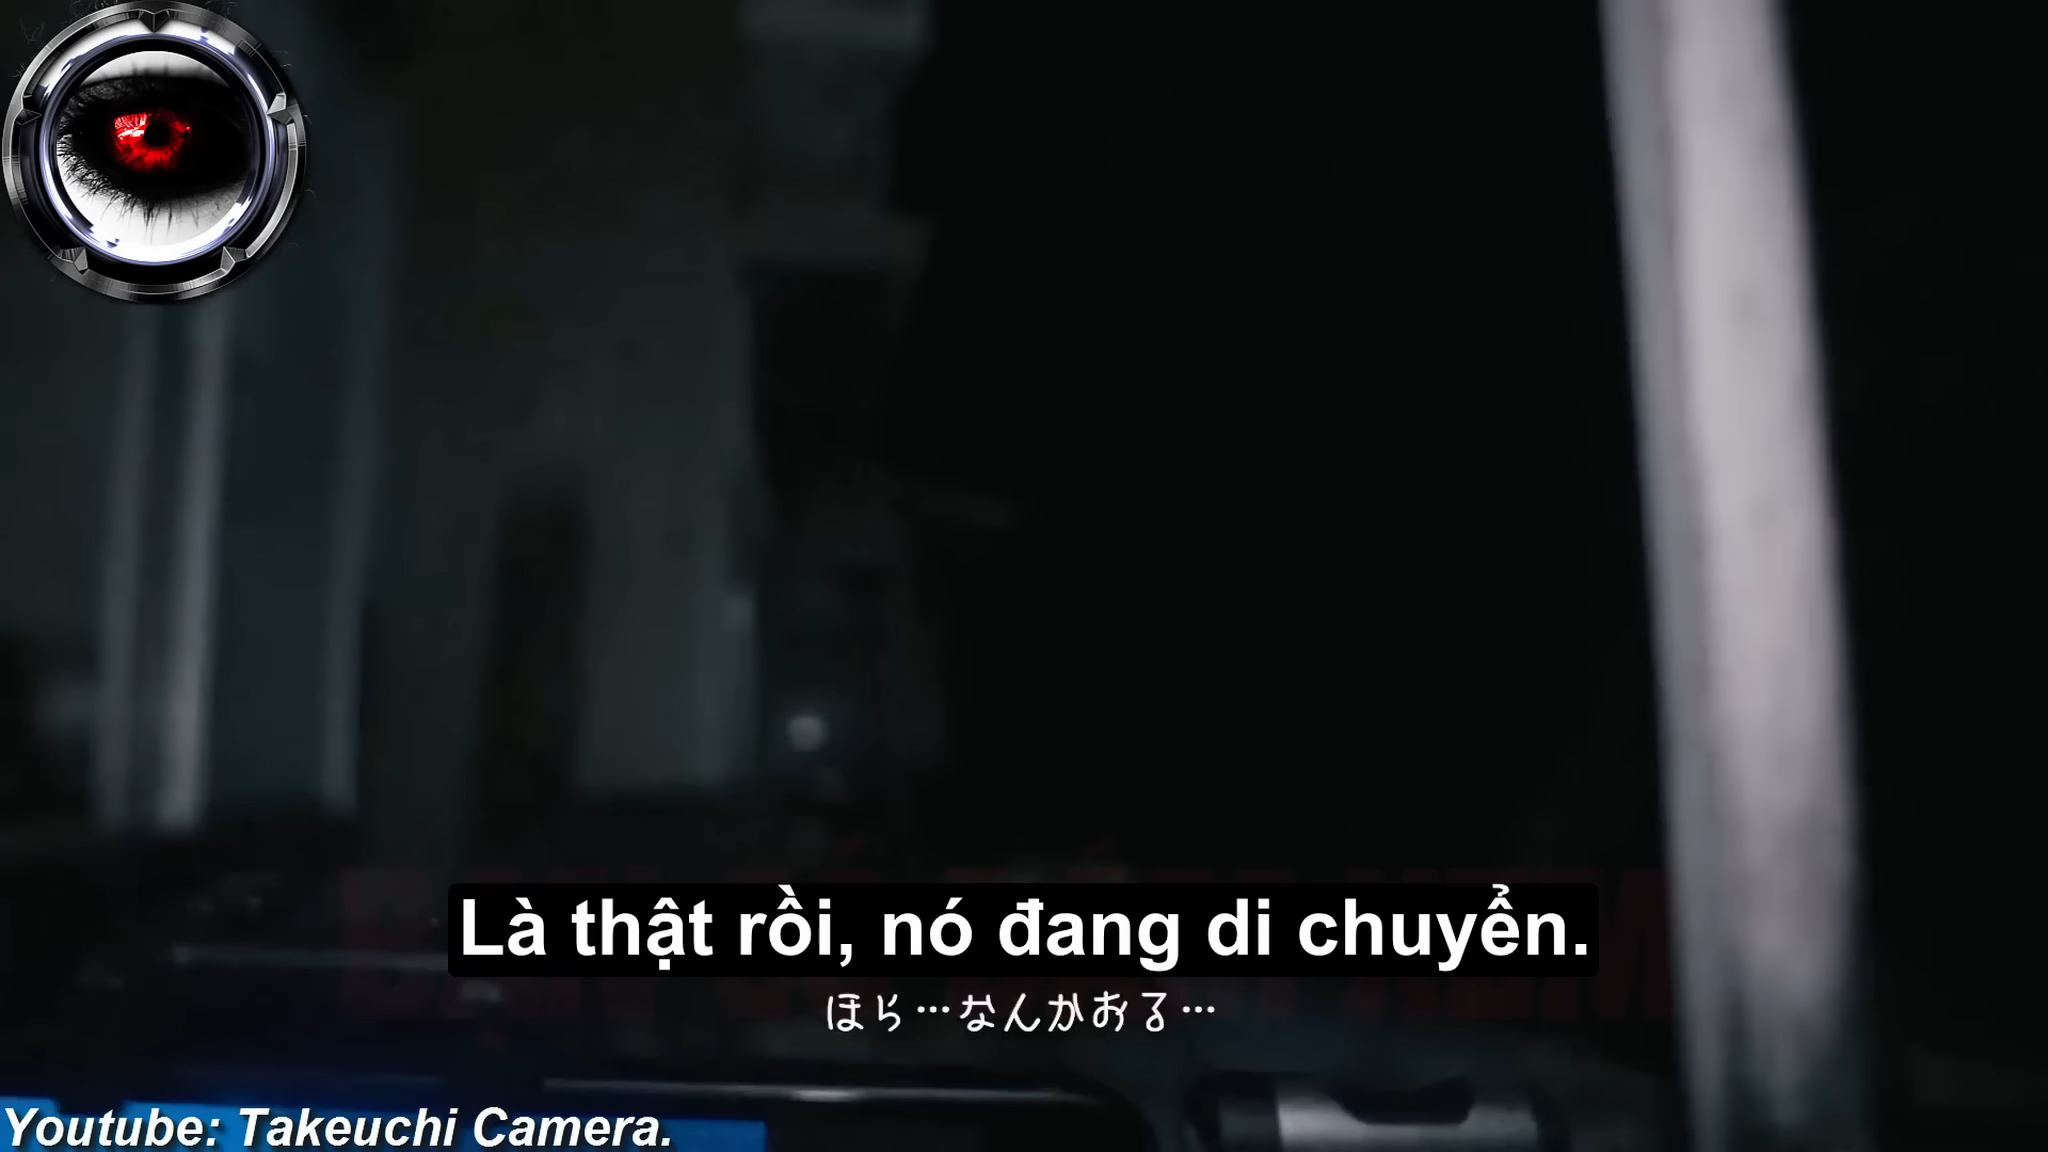 Là thật rồi, nó đang di chuyển.
ほら…なんかおる…
Youtube: Takeuchi Camera.